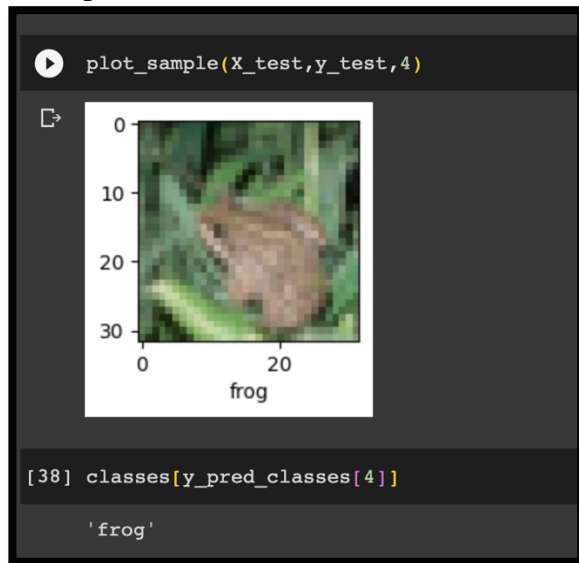 plot_sample(X_test,y_test,4)
0
10
20
30
0 20
frog
[38] classes[y_pred_classes[4]]
'frog'